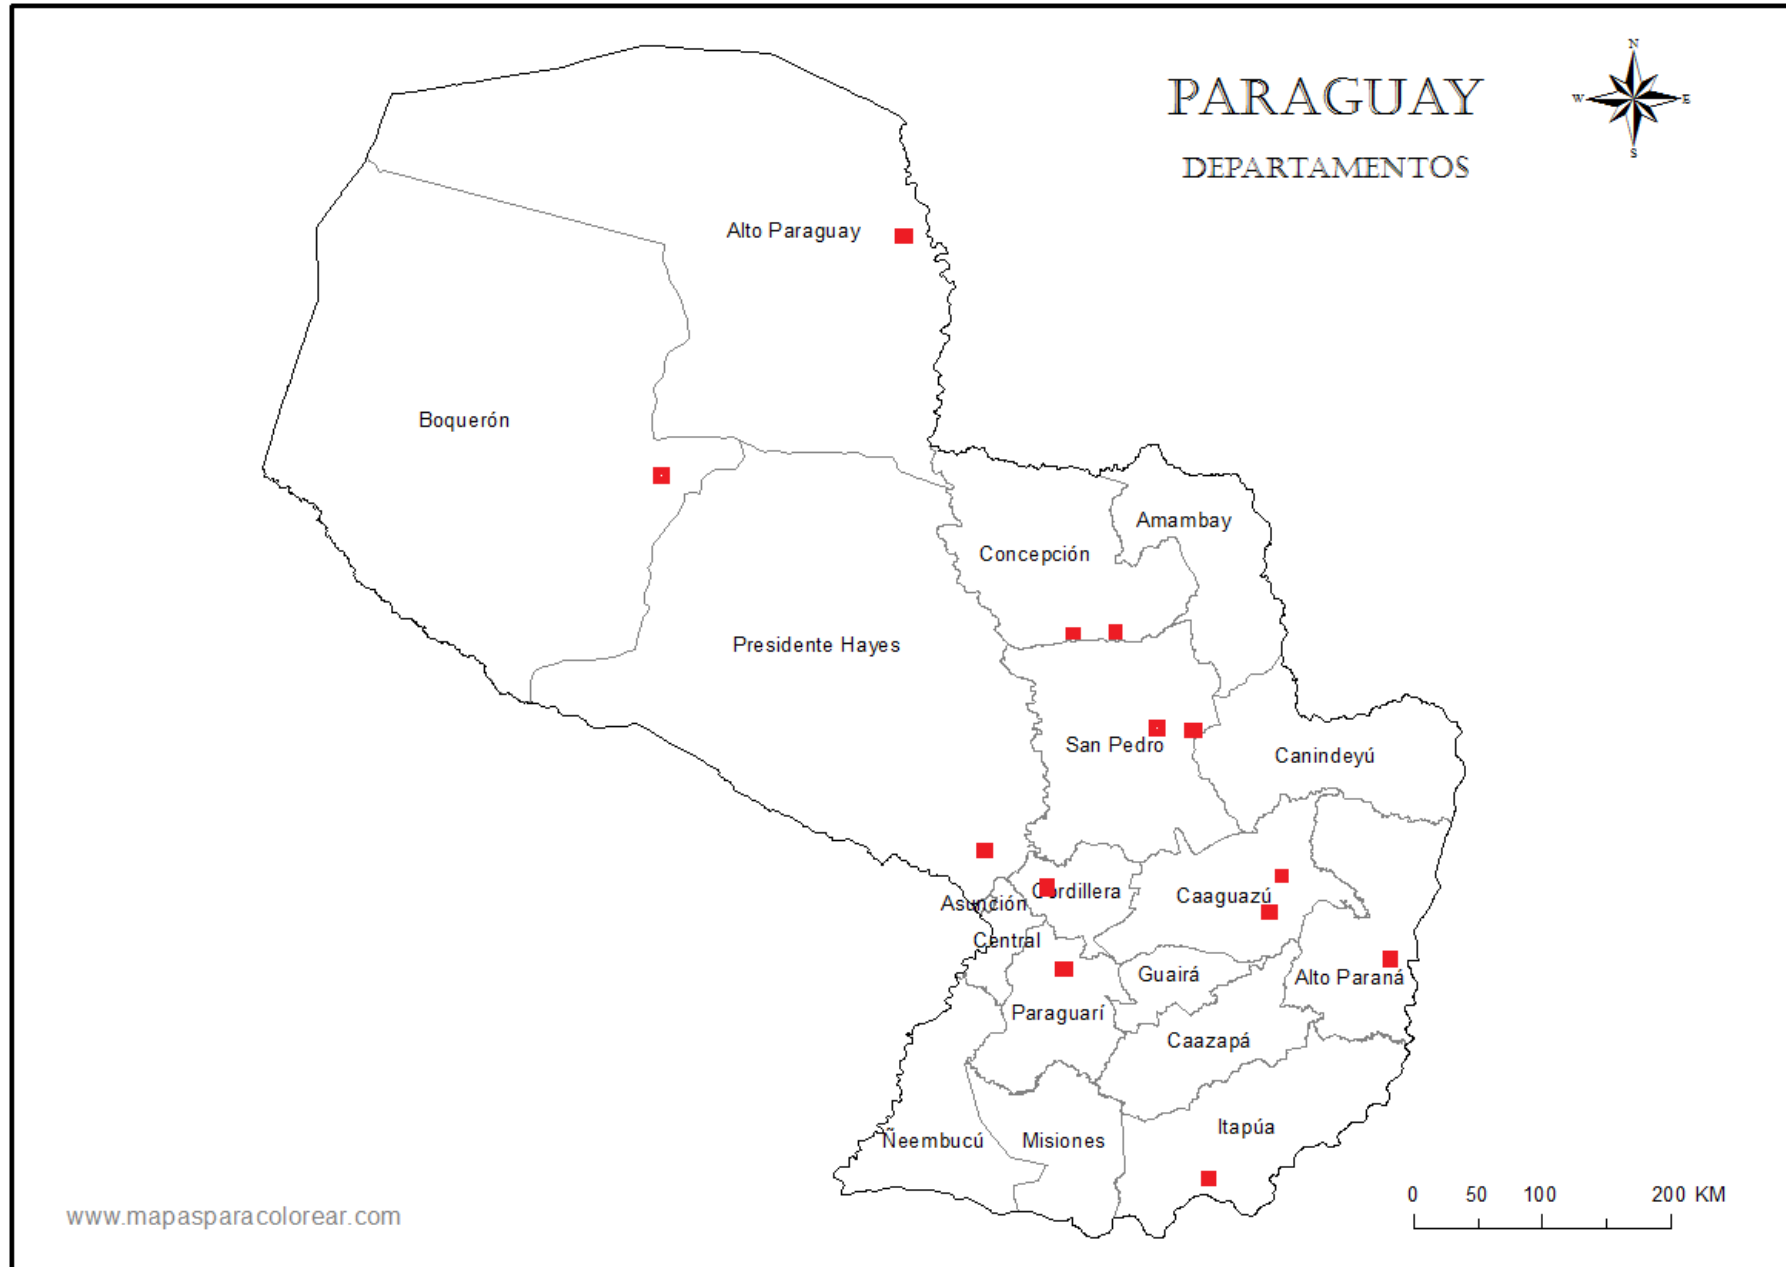 PARAGUAY
DEPARTAMENTOS
N
W
E
S
Alto Paraguay
Boquerón
Amambay
Concepción
Presidente Hayes
San Pedro
Canindeyú
Cordillera
Caaguazú
Asunción
Central
Guairá
Alto Paraná
Paraguarí
Caazapá
Itapúa
Ñeembucú
Misiones
0 50 100 200 KM
www.mapasparacolorear.com